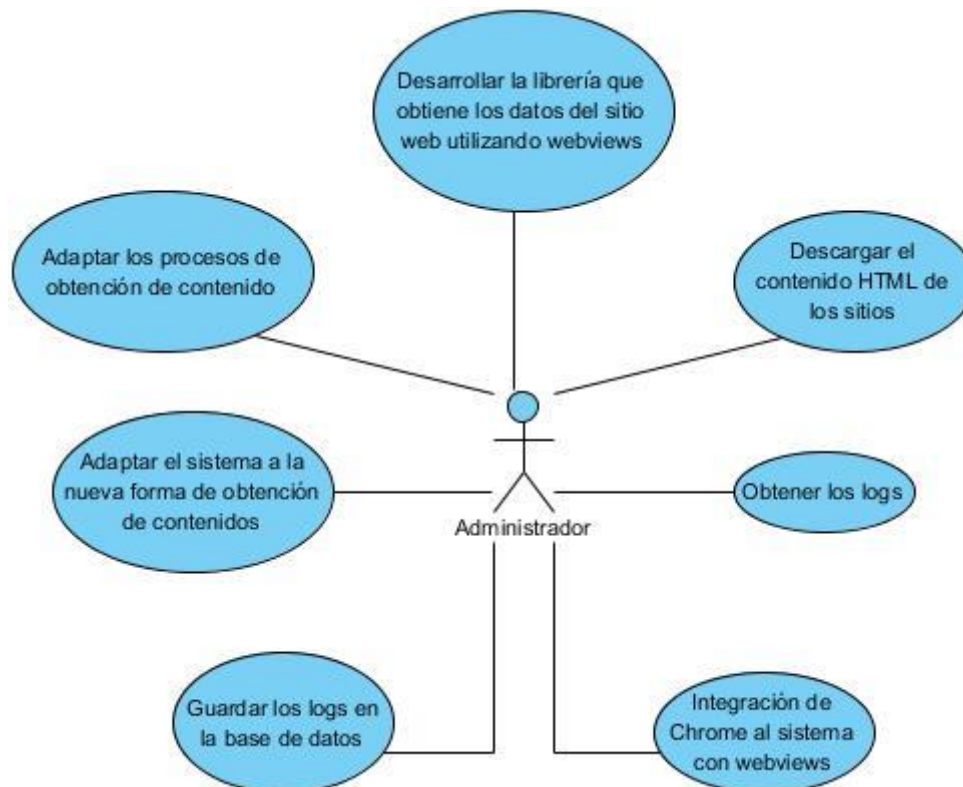 Desarrollar la librería que
obtiene los datos del sitio
web utilizando webviews
Adaptar los procesos de
obtención de contenido
Descargar el
contenido HTML de
los sitios
Adaptar el sistema a la
nueva forma de obtención
de contenidos
Obtener los logs
Administrador
Guardar los logs en
la base de datos
Integración de
Chrome al sistema
con webviews